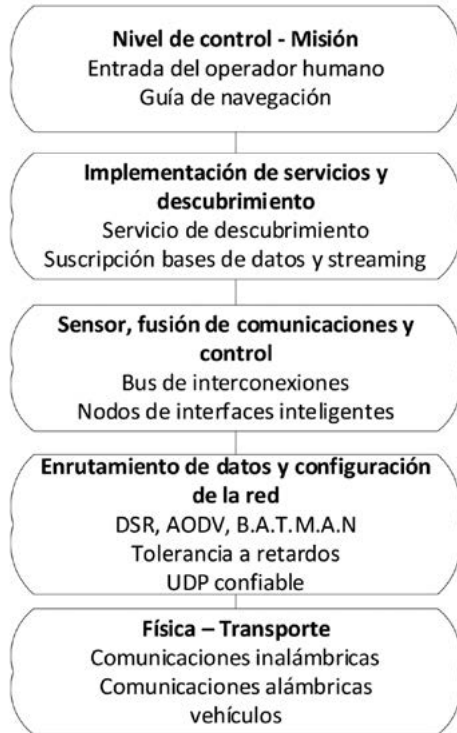 Nivel de control - Misión
Entrada del operador humano
Guía de navegación
Implementación de servicios y
descubrimiento
Servicio de descubrimiento
Suscripción bases de datos y streaming
Sensor, fusión de comunicaciones y
control
Bus de interconexiones
Nodos de interfaces inteligentes
Enrutamiento de datos y configuración
de la red
DSR, AODV, B.A.T.M.A.N
Tolerancia a retardos
UDP confiable
Física – Transporte
Comunicaciones inalámbricas
Comunicaciones alámbricas
vehículos